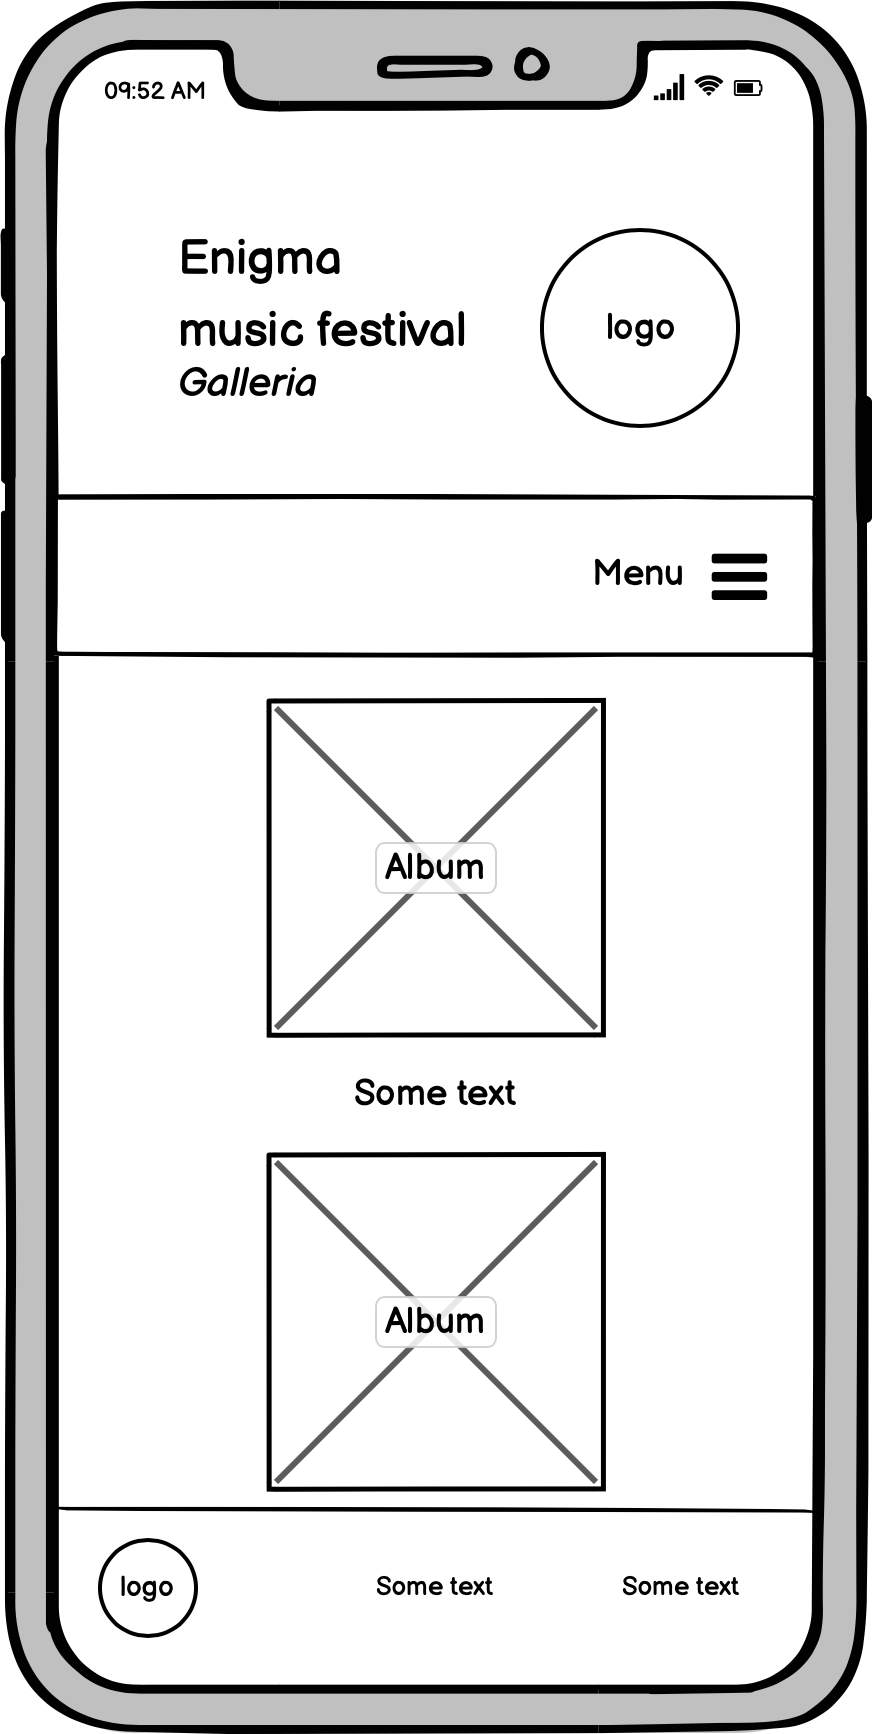 09:52 AM
Enigma
music festival
Galleria
logo
Menu
Album
Some text
Album
logo
Some text
Some text